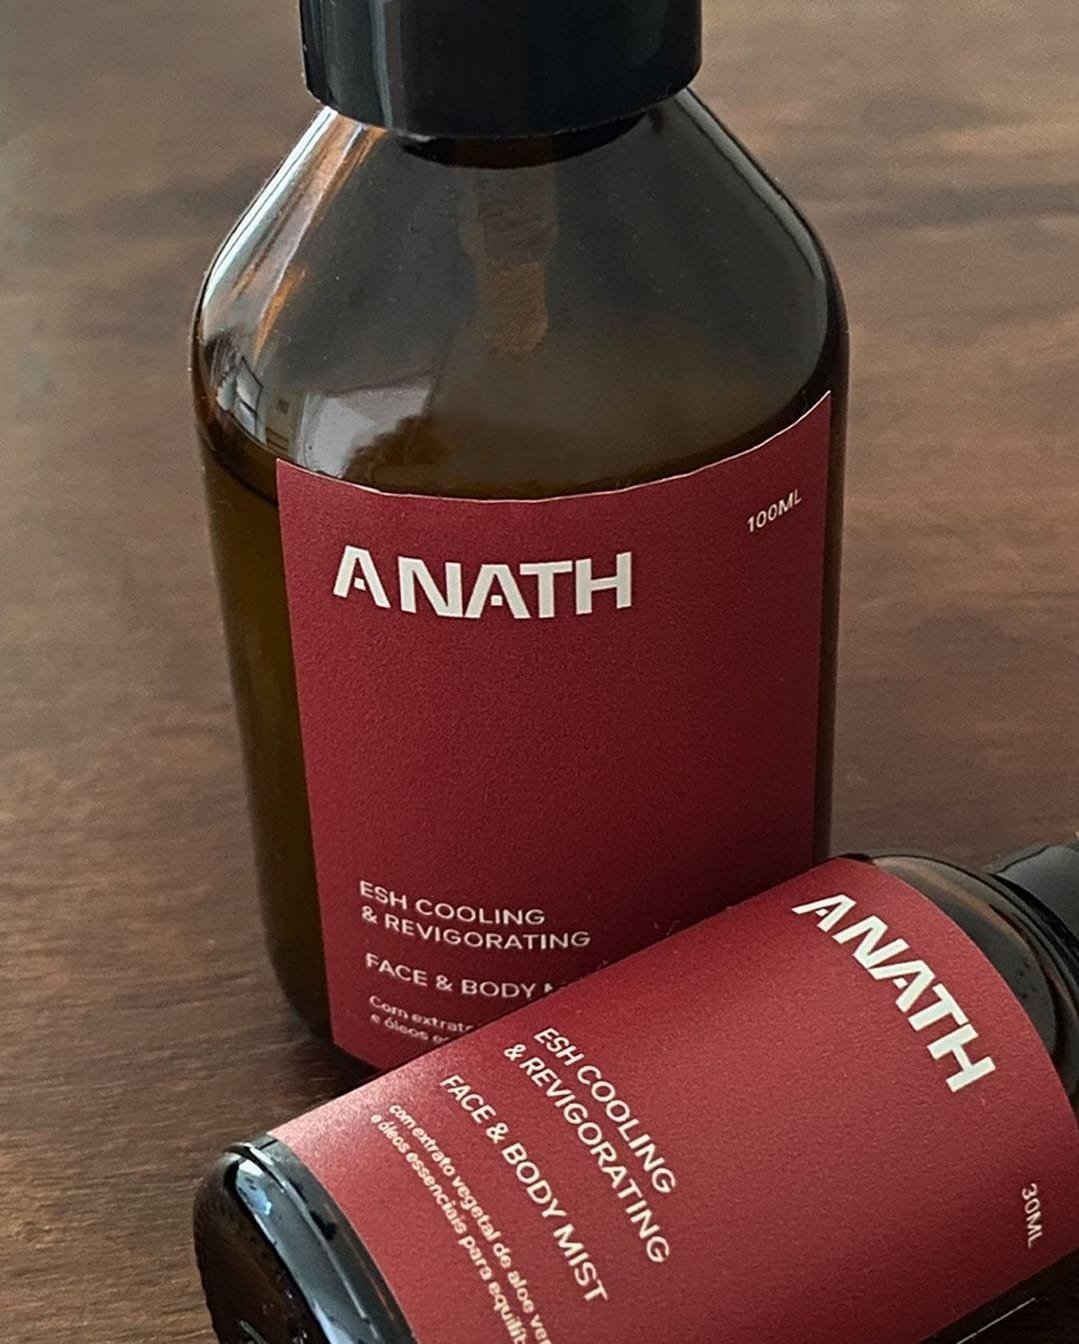 ANATH
100ML
ESH COOLING
& REVIGORATING
FACE & BODY
Com
e óleos
ANATH
ESH COOLING
& REVIGORATING
FACE & BODY MIST
com extrato vegetal de aloe
e óleos essenciais para
30ML